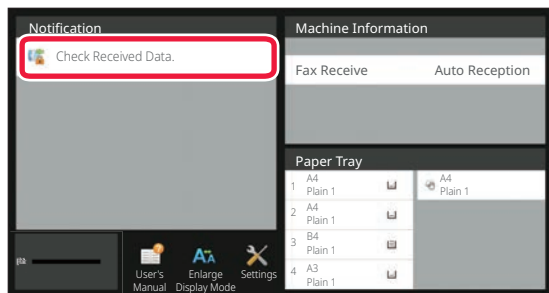 Notification
Check Received Data.
Machine Information
Fax Receive Auto Reception
Paper Tray
1 A4
Plain 1
A4
Plain 1
2 A4
Plain 1
3 B4
Plain 1
4 A3
Plain 1
User's
Manual
Enlarge
Display Mode
Settings